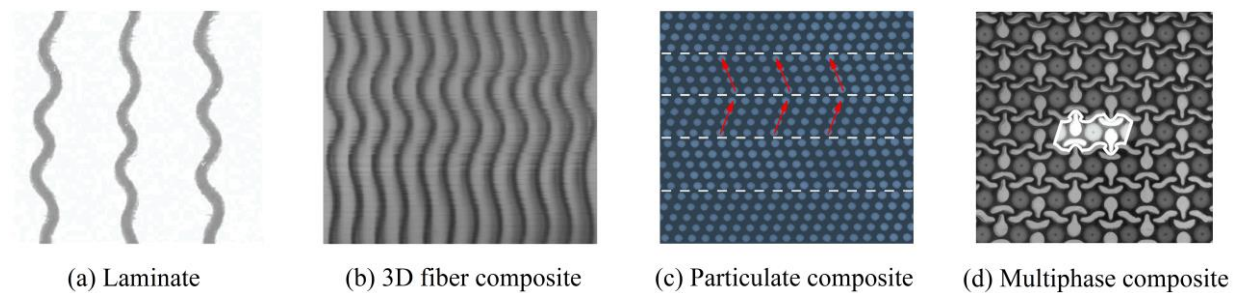 (a) Laminate
(b) 3D fiber composite
(c) Particulate composite
(d) Multiphase composite